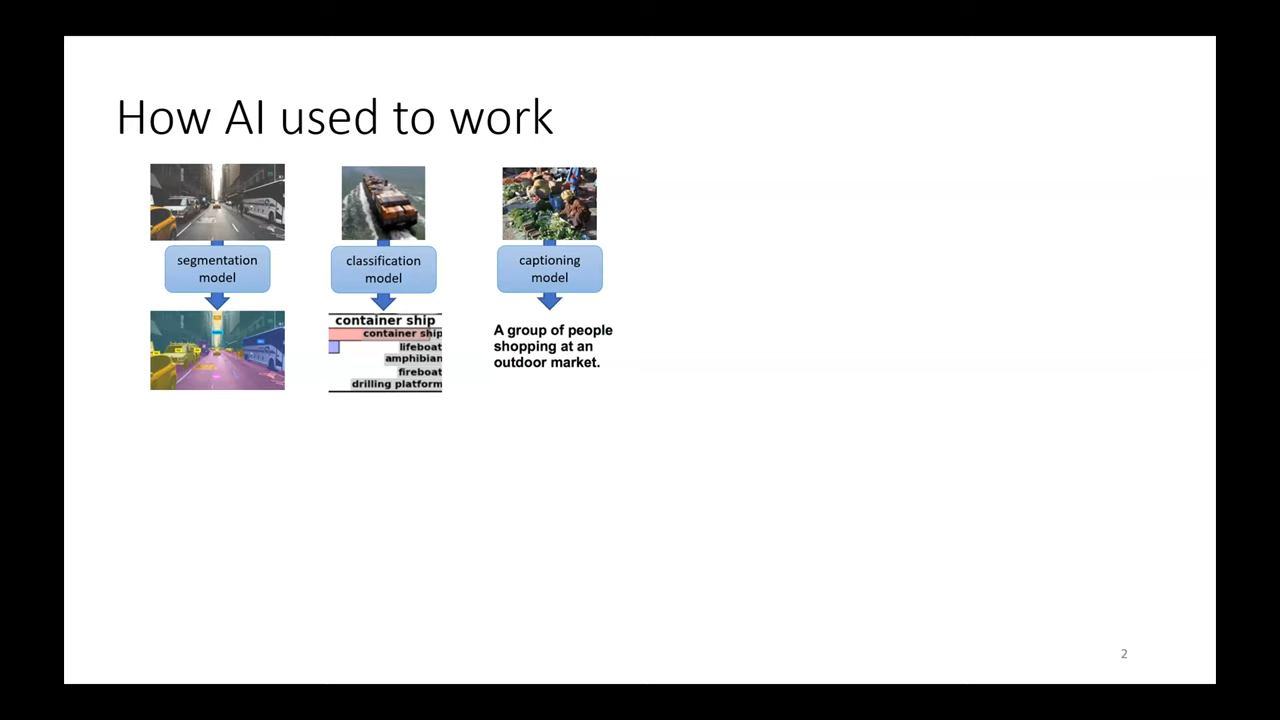 How AI used to work
segmentation
model
classification
model
captioning
model
container ship
container ship
lifeboat
amphibian
fireboat
drilling platform
A group of people
shopping at an
outdoor market.
2